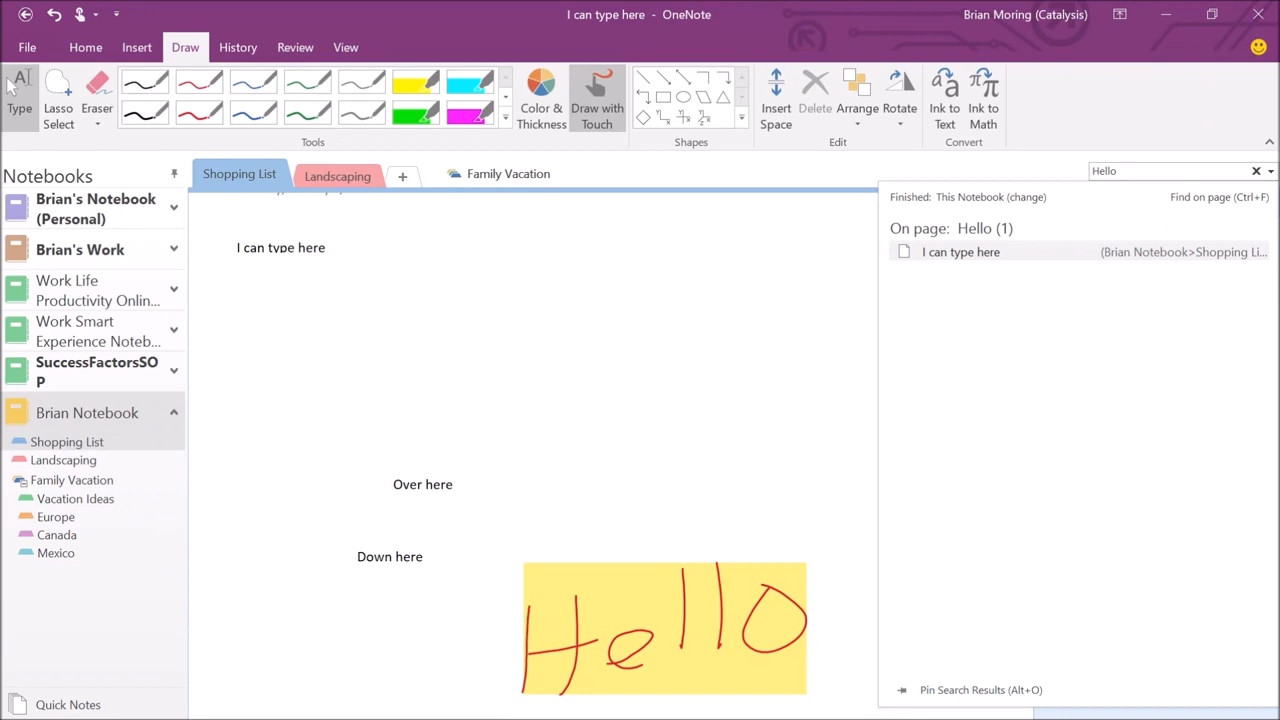 I can type here - OneNote
Brian Moring (Catalysis)
File
Home
Insert
Draw
History
Review
View
Type
Lasso
Select
Eraser
Color &
Thickness
Draw with
Touch
Insert
Space
Delete
Arrange
Rotate
Ink to
Text
Ink to
Math
Tools
Shapes
Edit
Convert
Notebooks
Brian's Notebook
(Personal)
Brian's Work
Work Life
Productivity Onlin...
Work Smart
Experience Noteb...
SuccessFactorsSO
P
Brian Notebook
Shopping List
Landscaping
Family Vacation
Vacation Ideas
Europe
Canada
Mexico
Quick Notes
Shopping List
Landscaping
+
Family Vacation
I can type here
Over here
Down here
Hello
Hello
Finished: This Notebook (change)
Find on page (Ctrl+F)
On page: Hello (1)
I can type here
(Brian Notebook>Shopping Li...
Pin Search Results (Alt+O)